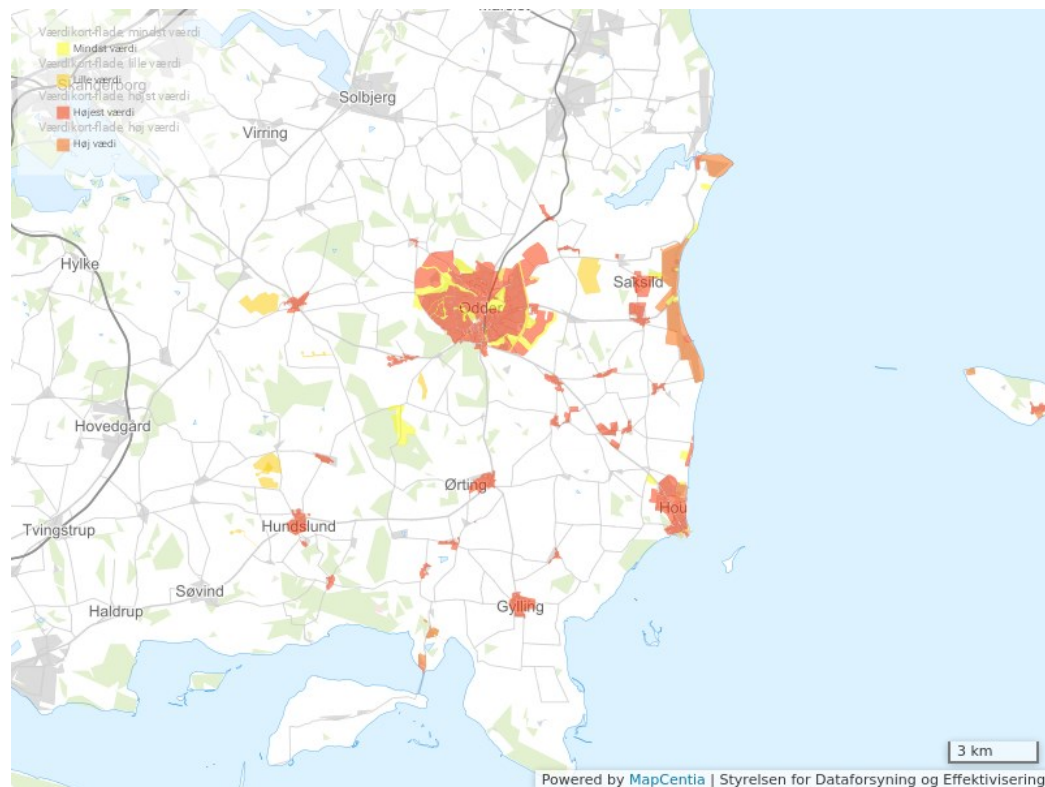 Værdikort-flade, mindst værdi
Mindst værdi
Værdikort-flade, lille værdi
Lille værdi
Skanderborg
Værdikort-flade, højst værdi
Højest værdi
Værdikort-flade, høj værdi
Høj vædi
Solbjerg
Virring
Hylke
Saksild
Odder
Hovedgård
Ørting
Hou
Tvingstrup
Hundslund
Søvind
Haldrup
Gylling
3 km
Powered by MapCentia | Styrelsen for Dataforsyning og Effektivisering